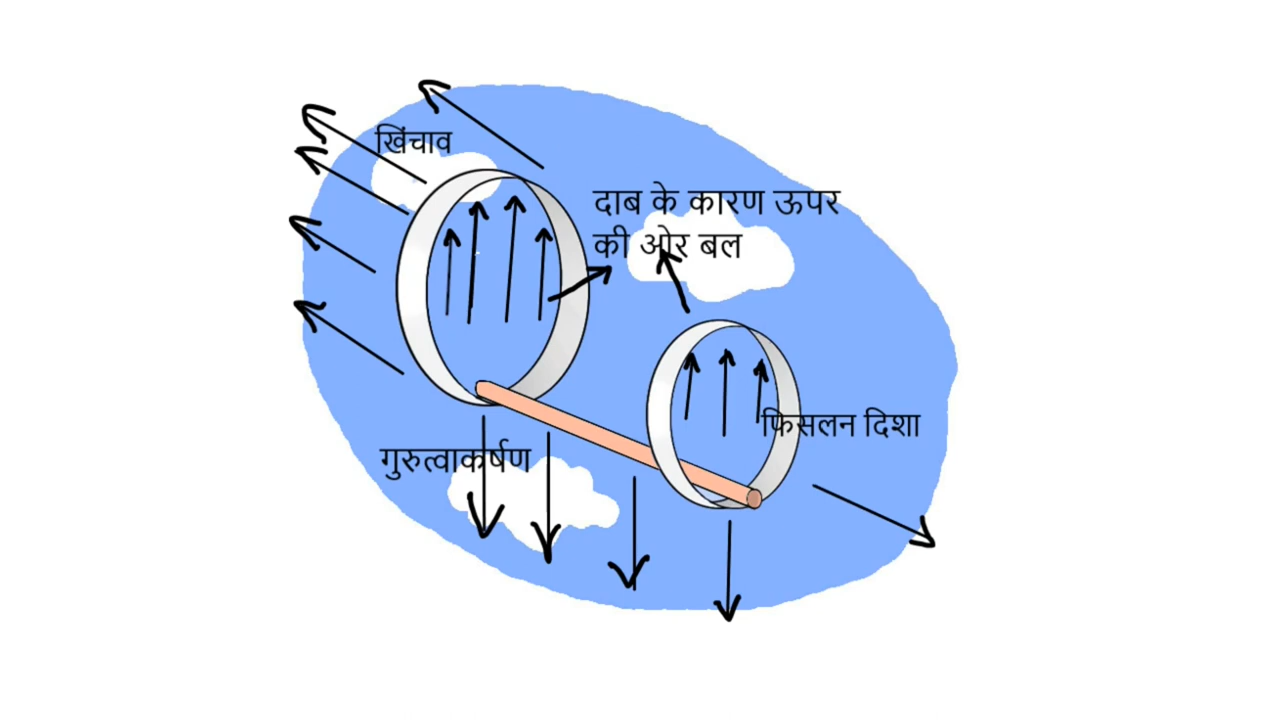 खिंचाव
दाब के कारण ऊपर
की ओर बल
फिसलन दिशा
गुरुत्वाकर्षण